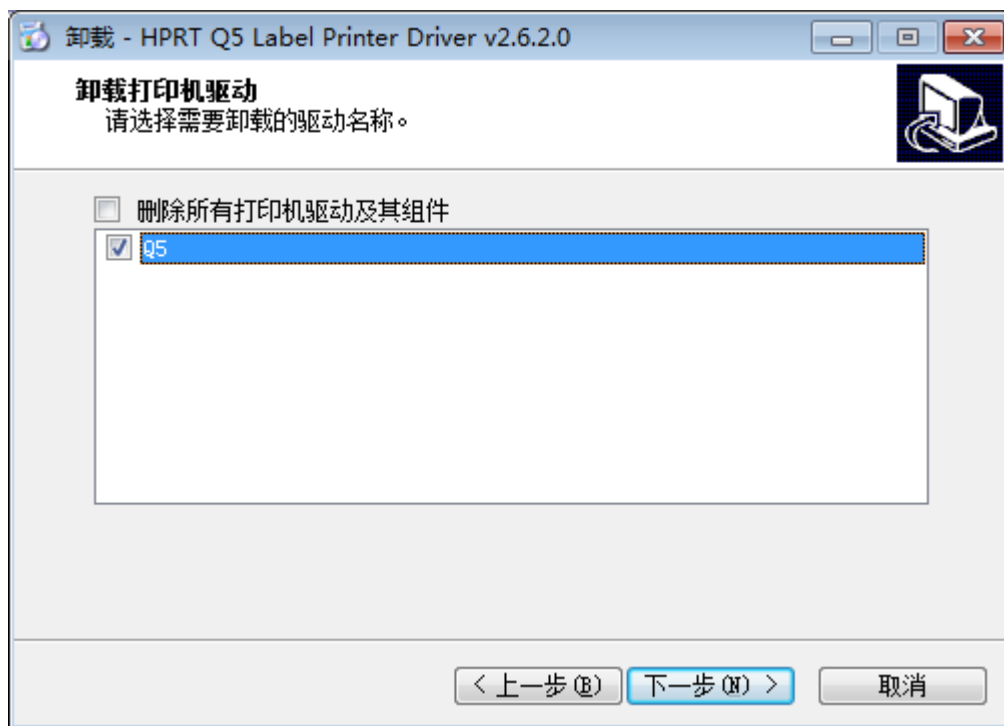 卸载 - HPRT Q5 Label Printer Driver v2.6.2.0
卸载打印机驱动
请选择需要卸载的驱动名称。
删除所有打印机驱动及其组件
Q5
< 上一步(B)
下一步(N) >
取消